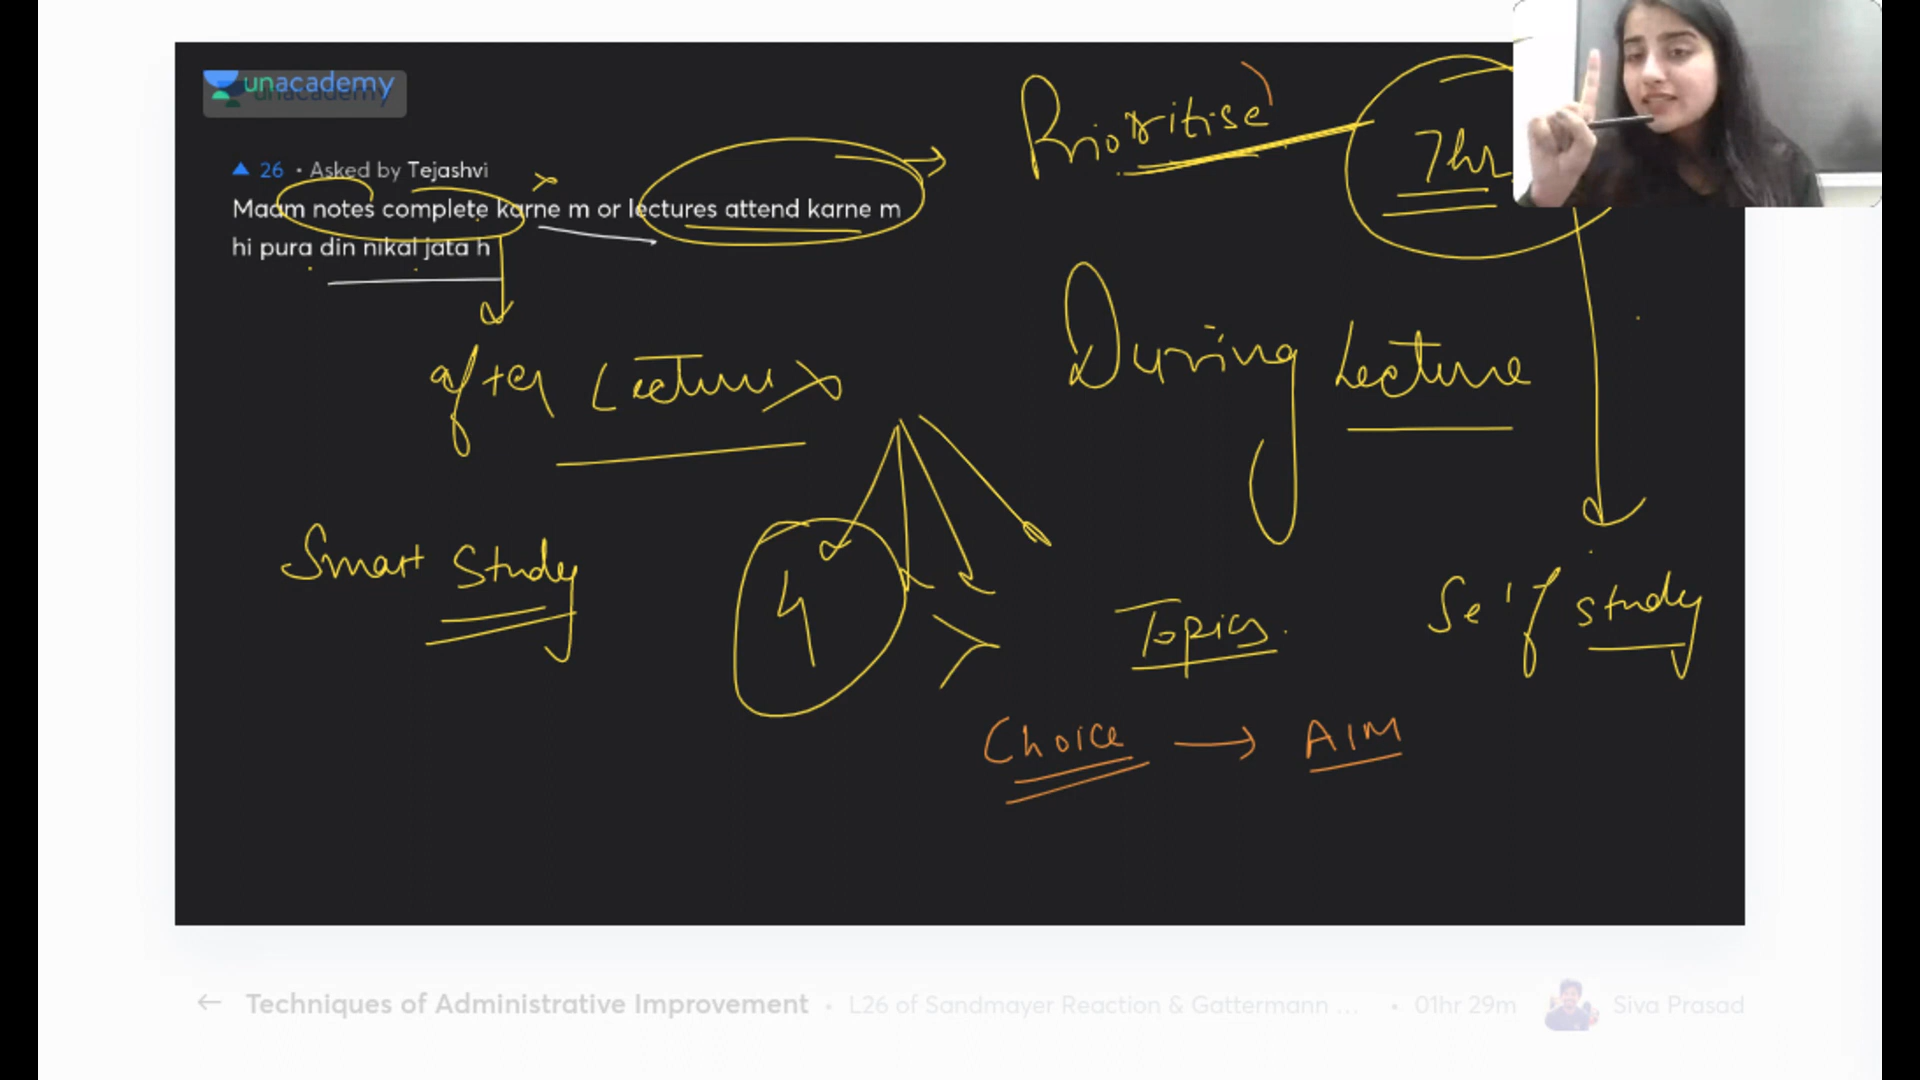 unacademy
26 • Asked by Tejashvi
Maam notes complete karne m or lectures attend karne m
hi pura din nikal jata h
Prioritise
7hr
after Lecture
During Lecture
Smart Study
4
Topics.
Self study
Choice → AIM
← Techniques of Administrative Improvement • L26 of Sandmayer Reaction & Gattermann ... • 01hr 29m Siva Prasad